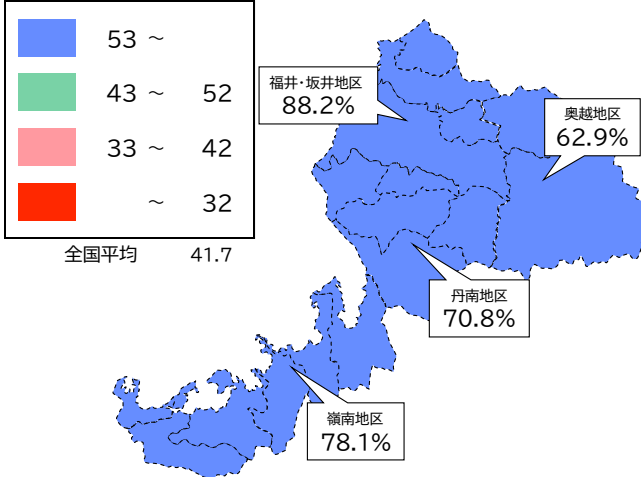 53 ～
43 ～ 52
33 ～ 42
～ 32
全国平均 41.7
福井・坂井地区
88.2%
奥越地区
62.9%
丹南地区
70.8%
嶺南地区
78.1%